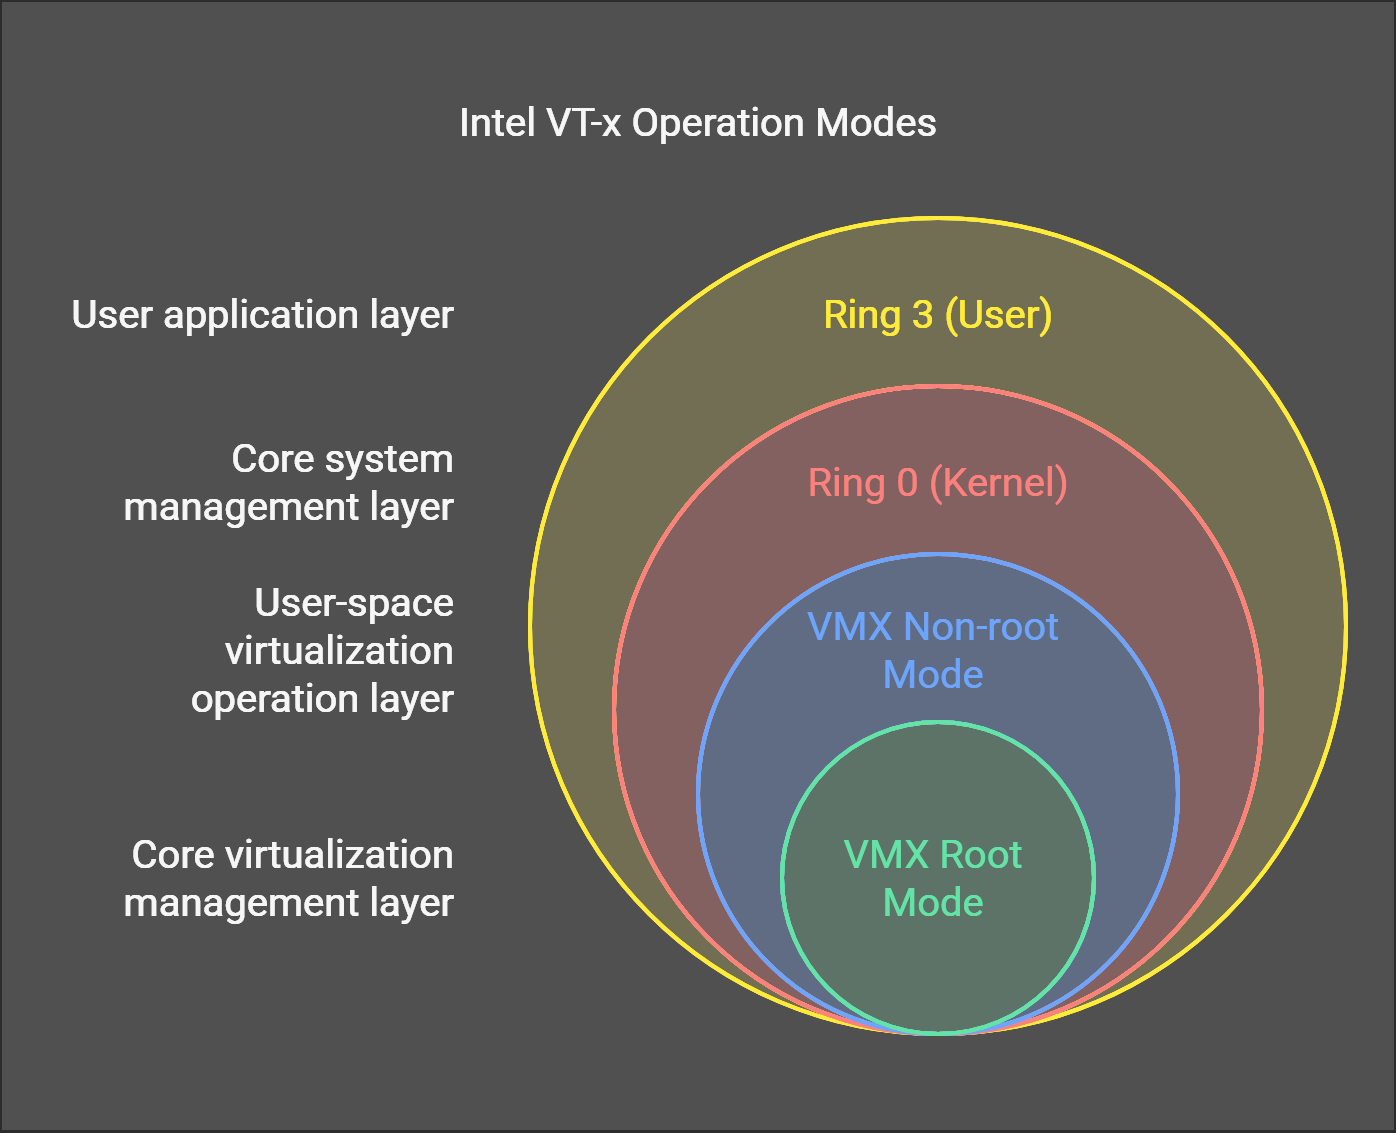 Intel VT-x Operation Modes
User application layer
Ring 3 (User)
Core system
management layer
Ring 0 (Kernel)
User-space
virtualization
operation layer
VMX Non-root
Mode
Core virtualization
management layer
VMX Root
Mode